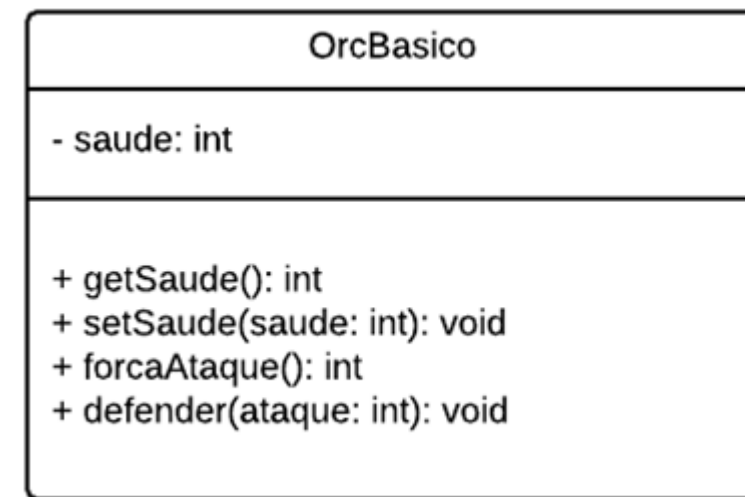 OrcBasico
- saude: int
+ getSaude(): int
+ setSaude(saude: int): void
+ forcaAtaque(): int
+ defender(ataque: int): void